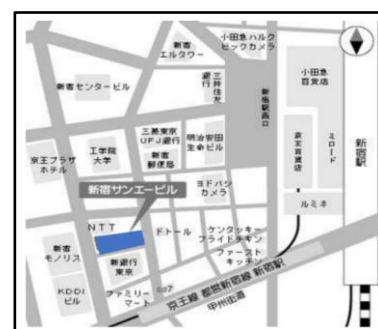 小田急ハルク
ビックカメラ
新宿
エルタワー
三井住友
銀行
小田急
百貨店
新宿センタービル
新宿駅西口
三菱東京
UFJ銀行
明治安田
生命ビル
工学院
大学
新宿
郵便局
京王百貨店
ミロード
新宿駅
京王プラザ
ホテル
新宿サンエービル
ヨドバシ
カメラ
ルミネ
NTT
ドトール
ケンタッキー
フライドチキン
新宿
モノリス
新銀行
東京
ファースト
キッチン
KDDI
ビル
ファミリー
マート
京王線 都営新宿線 新宿駅
甲州街道